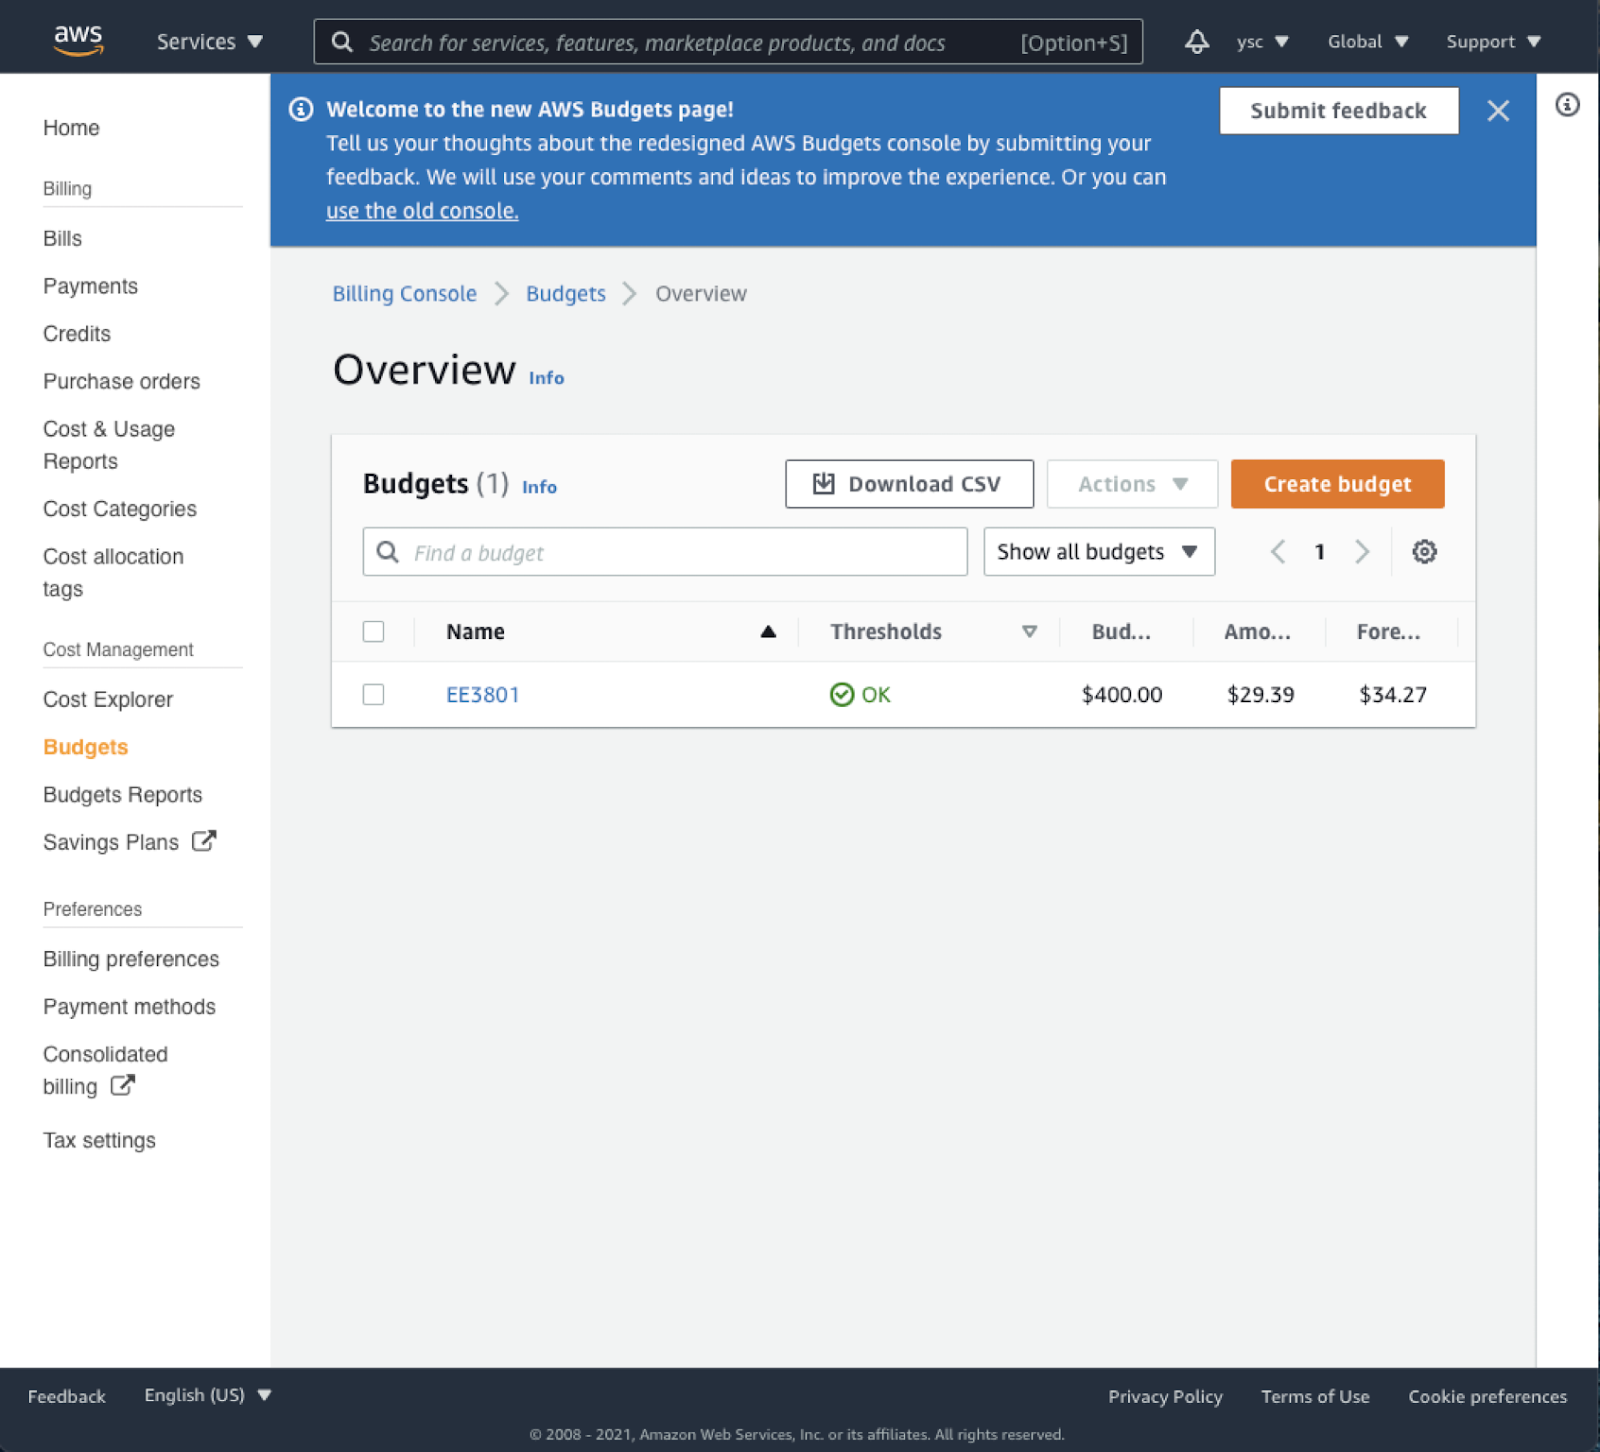 aws
Services
Search for services, features, marketplace products, and docs
[Option+S]
ysc
Global
Support
Home
Billing
Bills
Payments
Credits
Purchase orders
Cost & Usage
Reports
Cost Categories
Cost allocation
tags
Cost Management
Cost Explorer
Budgets
Budgets Reports
Savings Plans
Preferences
Billing preferences
Payment methods
Consolidated
billing
Tax settings
Welcome to the new AWS Budgets page!
Tell us your thoughts about the redesigned AWS Budgets console by submitting your
feedback. We will use your comments and ideas to improve the experience. Or you can
use the old console.
Submit feedback
Billing Console
Budgets
Overview
Overview Info
Budgets (1) Info
Download CSV
Actions
Create budget
Find a budget
Show all budgets
1
Name
Thresholds
Bud...
Amo...
Fore...
EE3801
OK
$400.00
$29.39
$34.27
Feedback
English (US)
Privacy Policy
Terms of Use
Cookie preferences
© 2008 - 2021, Amazon Web Services, Inc. or its affiliates. All rights reserved.